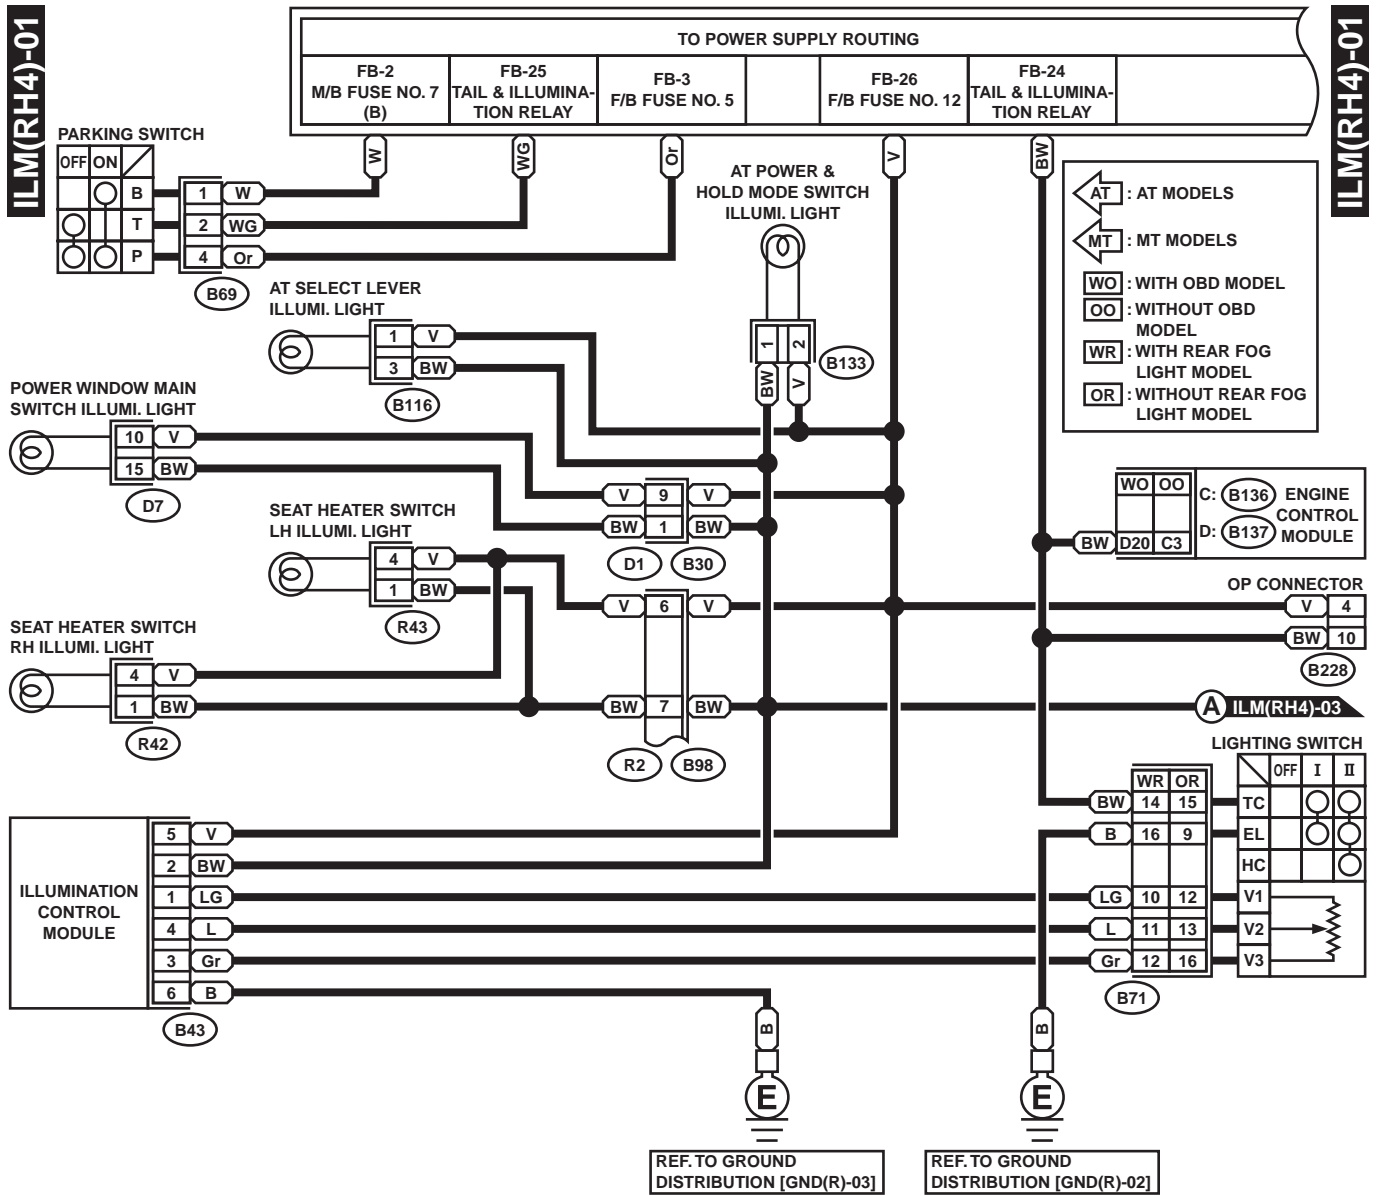 ILM(RH4)-01
ILM(RH4)-01
TO POWER SUPPLY ROUTING
FB-2
M/B FUSE NO. 7
(B)
FB-25
TAIL & ILLUMINA-
TION RELAY
FB-3
F/B FUSE NO. 5
FB-26
F/B FUSE NO. 12
FB-24
TAIL & ILLUMINA-
TION RELAY
W
WG
Or
V
BW
PARKING SWITCH
OFF ON
B 1 W
T 2 WG
P 4 Or
B69
AT POWER &
HOLD MODE SWITCH
ILLUMI. LIGHT
1 2
BW V
B133
AT : AT MODELS
MT : MT MODELS
WO : WITH OBD MODEL
OO : WITHOUT OBD
MODEL
WR : WITH REAR FOG
LIGHT MODEL
OR : WITHOUT REAR FOG
LIGHT MODEL
AT SELECT LEVER
ILLUMI. LIGHT
1 V
3 BW
B116
POWER WINDOW MAIN
SWITCH ILLUMI. LIGHT
10 V
15 BW
D7
V 9 V
BW 1 BW
D1 B30
WO OO
BW D20 C3
C: B136
D: B137
ENGINE
CONTROL
MODULE
SEAT HEATER SWITCH
LH ILLUMI. LIGHT
4 V
1 BW
R43
V 6 V
BW 7 BW
R2 B98
OP CONNECTOR
V 4
BW 10
B228
SEAT HEATER SWITCH
RH ILLUMI. LIGHT
4 V
1 BW
R42
A ILM(RH4)-03
LIGHTING SWITCH
OFF I II
WR OR
BW 14 15 TC
B 16 9 EL
HC
LG 10 12 V1
L 11 13 V2
Gr 12 16 V3
B71
ILLUMINATION
CONTROL
MODULE
5 V
2 BW
1 LG
4 L
3 Gr
6 B
B43
B
E
REF. TO GROUND
DISTRIBUTION [GND(R)-03]
B
E
REF. TO GROUND
DISTRIBUTION [GND(R)-02]